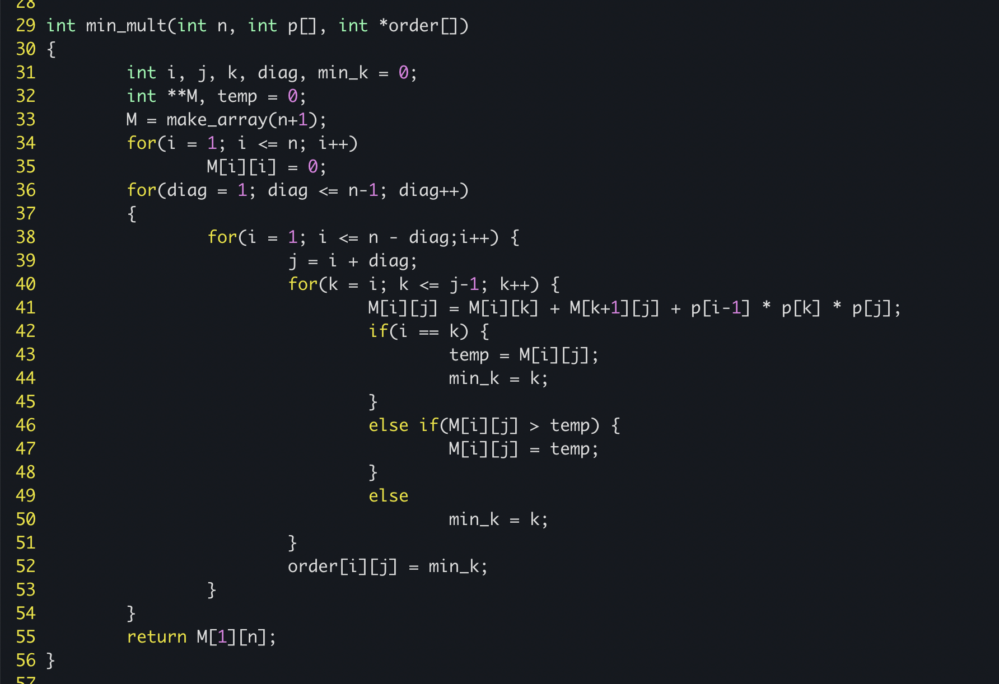 28
29 int min_mult(int n, int p[], int *order[])
30 {
31         int i, j, k, diag, min_k = 0;
32         int **M, temp = 0;
33         M = make_array(n+1);
34         for(i = 1; i <= n; i++)
35                 M[i][i] = 0;
36         for(diag = 1; diag <= n-1; diag++)
37         {
38                 for(i = 1; i <= n - diag;i++) {
39                         j = i + diag;
40                         for(k = i; k <= j-1; k++) {
41                                 M[i][j] = M[i][k] + M[k+1][j] + p[i-1] * p[k] * p[j];
42                                 if(i == k) {
43                                         temp = M[i][j];
44                                         min_k = k;
45                                 }
46                                 else if(M[i][j] > temp) {
47                                         M[i][j] = temp;
48                                 }
49                                 else
50                                         min_k = k;
51                         }
52                         order[i][j] = min_k;
53                 }
54         }
55         return M[1][n];
56 }
57